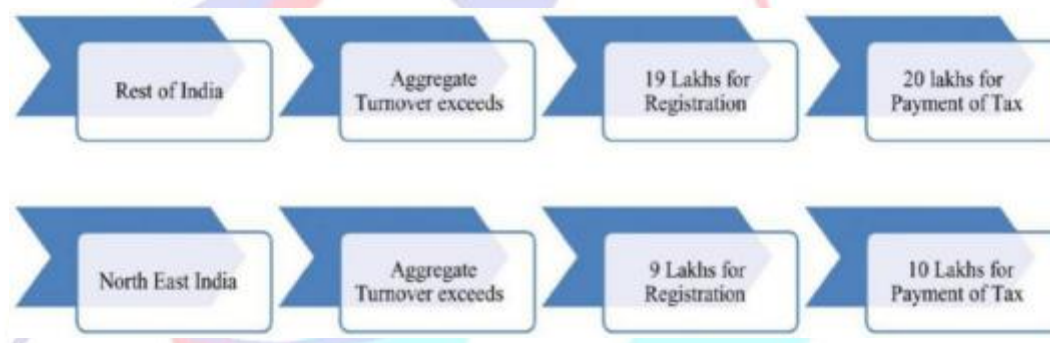 Rest of India
Aggregate
Turnover exceeds
19 Lakhs for
Registration
20 lakhs for
Payment of Tax
North East India
Aggregate
Turnover exceeds
9 Lakhs for
Registration
10 Lakhs for
Payment of Tax